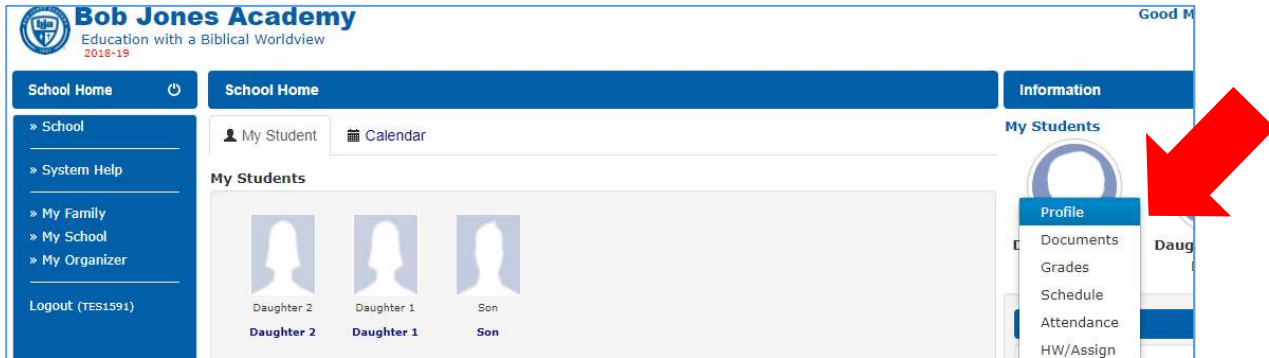 Bob Jones Academy
Education with a Biblical Worldview
2018-19
Good M
School Home
» School
» System Help
» My Family
» My School
» My Organizer
Logout (TES1591)
School Home
My Student
Calendar
My Students
Daughter 2
Daughter 1
Son
Daughter 2
Daughter 1
Son
Information
My Students
Profile
Documents
Grades
Schedule
Attendance
HW/Assign
D
Daug